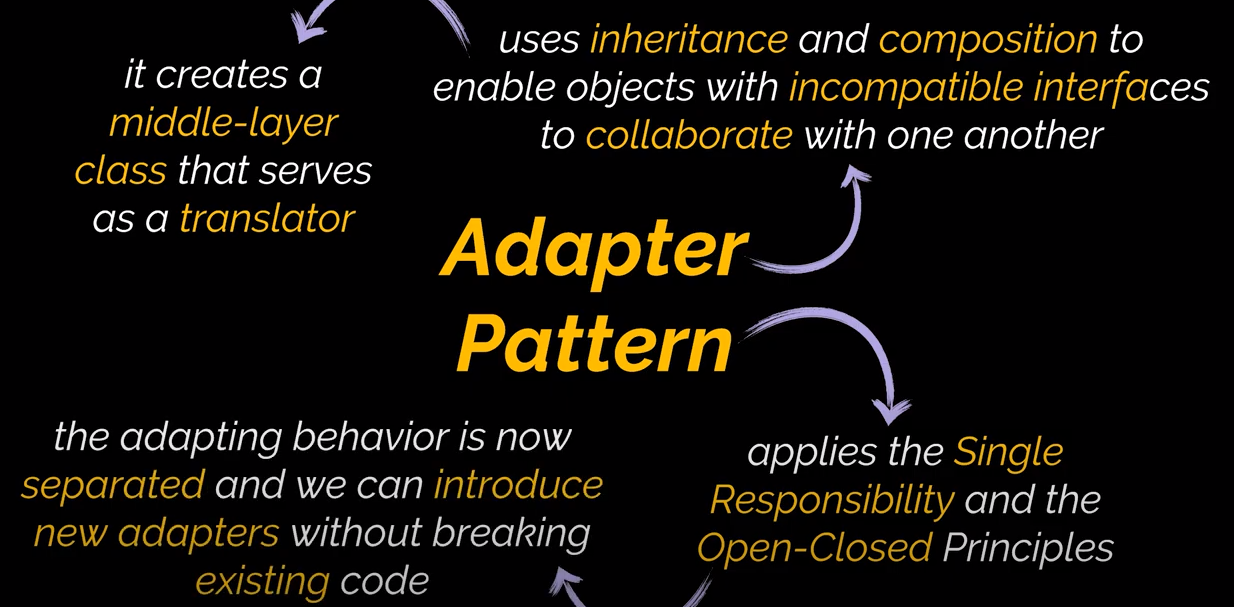 uses inheritance and composition to
enable objects with incompatible interfaces
to collaborate with one another
it creates a
middle-layer
class that serves
as a translator
Adapter
Pattern
the adapting behavior is now
separated and we can introduce
new adapters without breaking
existing code
applies the Single
Responsibility and the
Open-Closed Principles